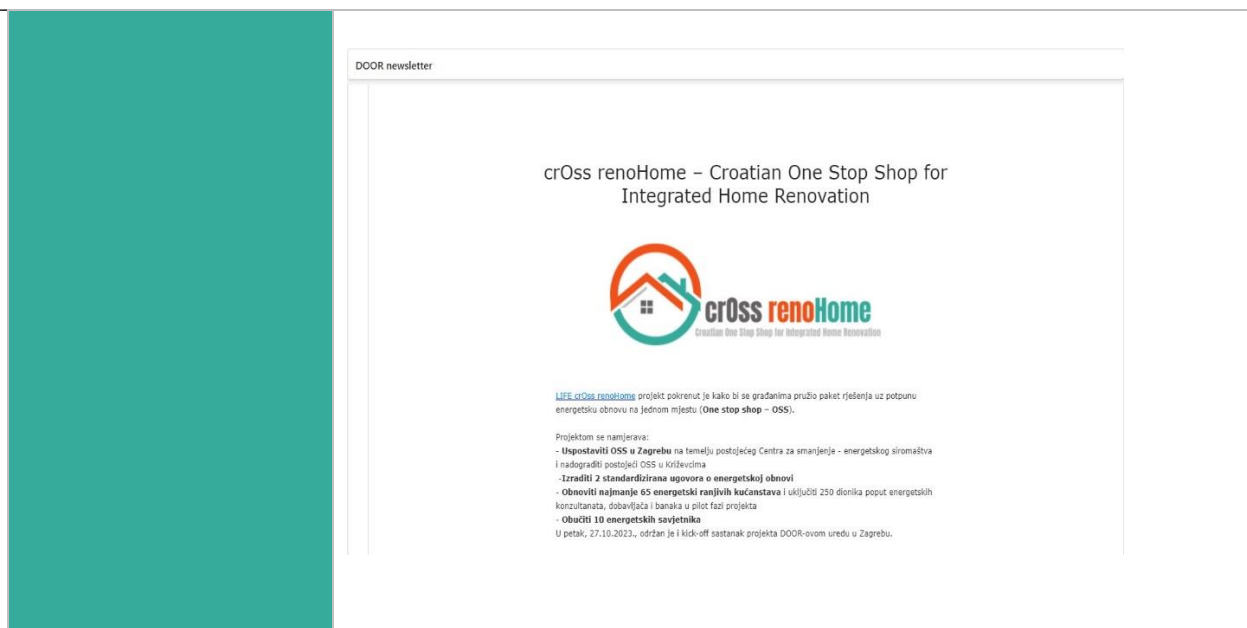 DOOR newsletter
crOss renoHome – Croatian One Stop Shop for
Integrated Home Renovation
crOss renoHome
Croatian One Stop Shop for Integrated Home Renovation
LIFE crOss renoHome projekt pokrenut je kako bi se građanima pružio paket rješenja uz potpunu
energetsku obnovu na jednom mjestu (One stop shop – OSS).
Projektom se namjerava:
- Uspostaviti OSS u Zagrebu na temelju postojećeg Centra za smanjenje - energetskog siromaštva
i nadograditi postojeći OSS u Križevcima
-Izraditi 2 standardizirana ugovora o energetskoj obnovi
- Obnoviti najmanje 65 energetski ranjivih kućanstava i uključiti 250 dionika poput energetskih
konzultanata, dobavljača i banaka u pilot fazi projekta
- Obučiti 10 energetskih savjetnika
U petak, 27.10.2023., održan je i kick-off sastanak projekta DOOR-ovom uredu u Zagrebu.